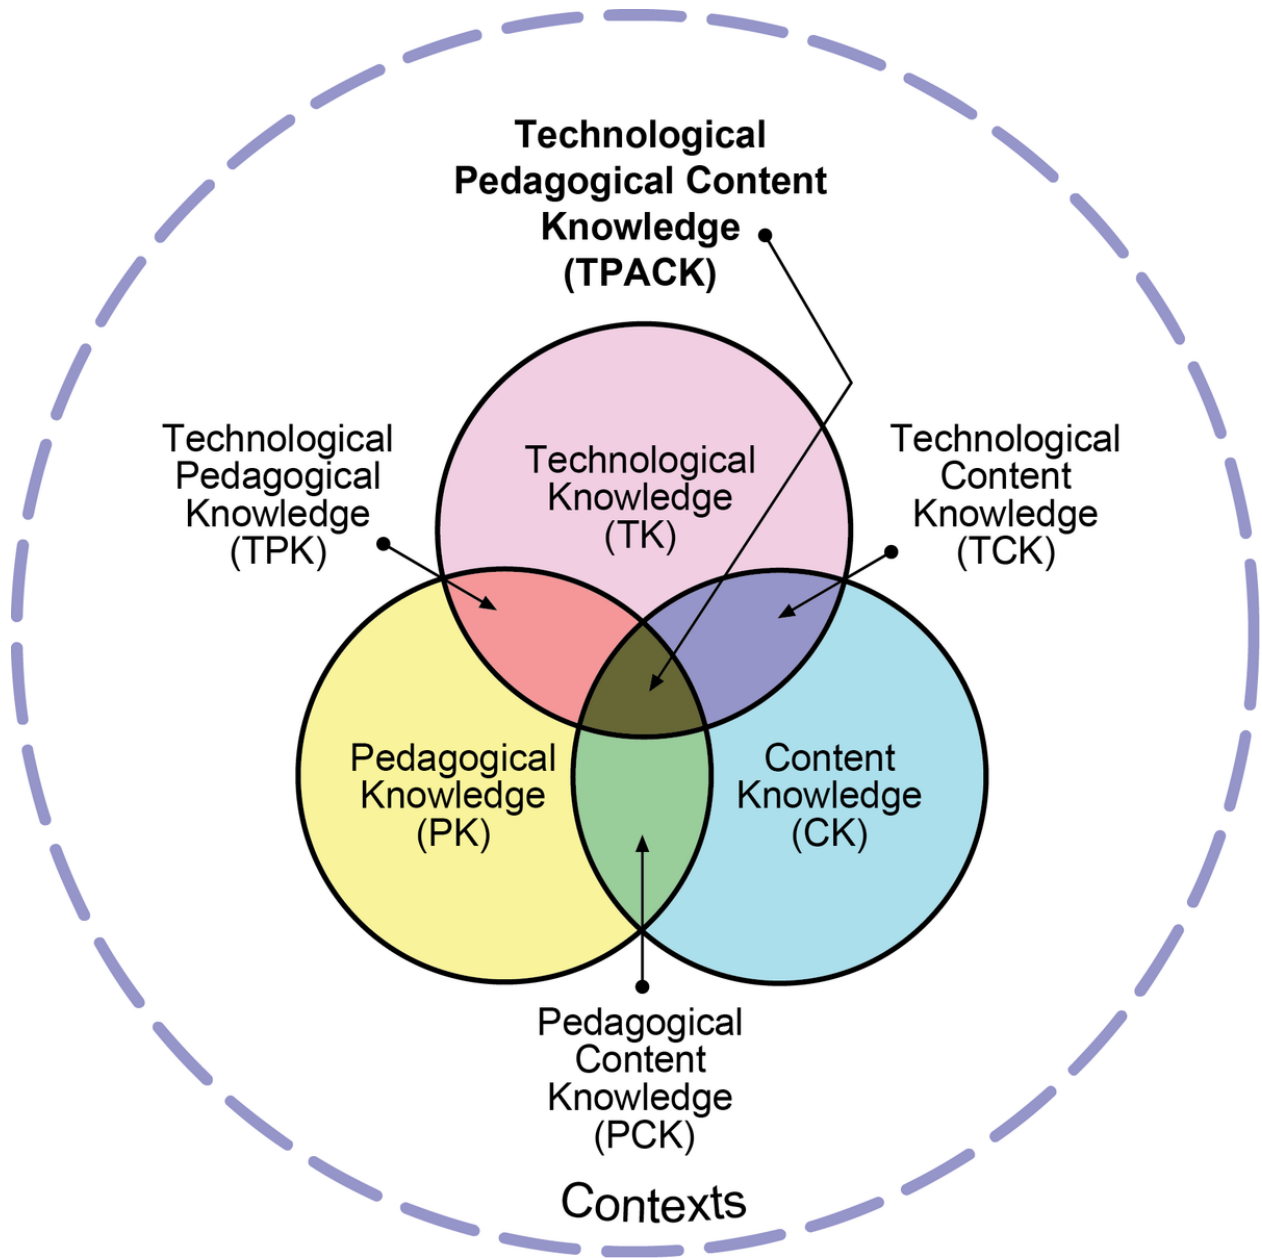 Technological
Pedagogical Content
Knowledge
(TPACK)
Technological
Pedagogical
Knowledge
(TPK)
Technological
Knowledge
(TK)
Technological
Content
Knowledge
(TCK)
Pedagogical
Knowledge
(PK)
Content
Knowledge
(CK)
Pedagogical
Content
Knowledge
(PCK)
Contexts